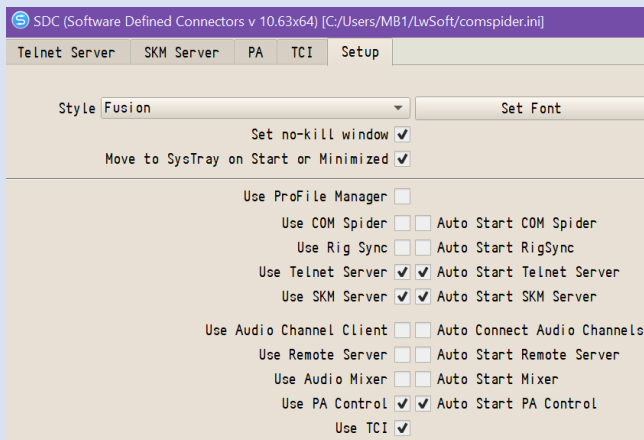 SDC (Software Defined Connectors v 10.63x64) [C:/Users/MB1/LwSoft/comspider.ini]
Telnet Server SKM Server PA TCI Setup
Style Fusion Set Font
Set no-kill window
Move to SysTray on Start or Minimized
Use ProFile Manager
Use COM Spider Auto Start COM Spider
Use Rig Sync Auto Start RigSync
Use Telnet Server Auto Start Telnet Server
Use SKM Server Auto Start SKM Server
Use Audio Channel Client Auto Connect Audio Channels
Use Remote Server Auto Start Remote Server
Use Audio Mixer Auto Start Mixer
Use PA Control Auto Start PA Control
Use TCI